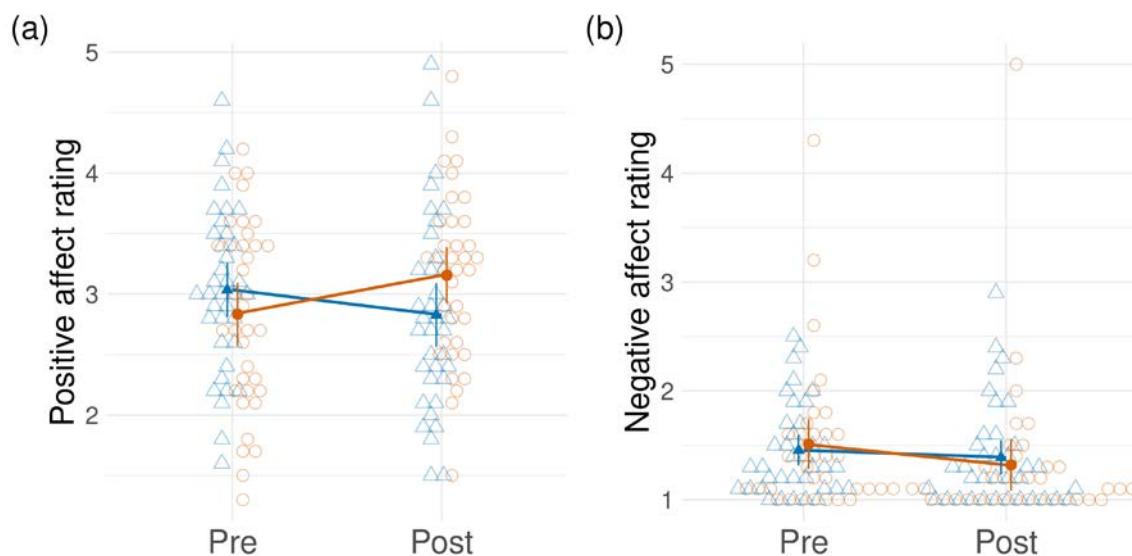 (a)
Positive affect rating
5
4
3
2
Pre
Post
(b)
Negative affect rating
5
4
3
2
1
Pre
Post